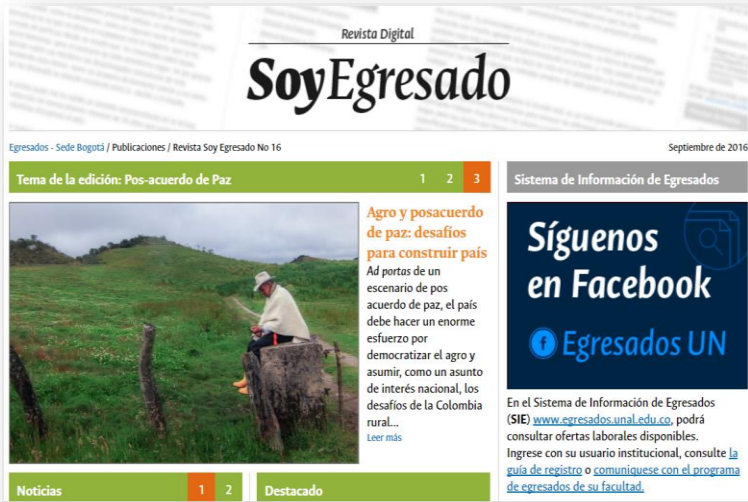 Revista Digital
SoyEgresado
Egresados - Sede Bogotá / Publicaciones / Revista Soy Egresado No 16
Septiembre de 2016
Tema de la edición: Pos-acuerdo de Paz
1 2 3
Agro y posacuerdo
de paz: desafíos
para construir país
Ad portas de un
escenario de pos
acuerdo de paz, el país
debe hacer un enorme
esfuerzo por
democratizar el agro y
asumir, como un asunto
de interés nacional, los
desafíos de la Colombia
rural...
Leer más
Sistema de Información de Egresados
Síguenos
en Facebook
f Egresados UN
En el Sistema de Información de Egresados
(SIE) www.egresados.unal.edu.co, podrá
consultar ofertas laborales disponibles.
Ingrese con su usuario institucional, consulte la
guía de registro o comuniquese con el programa
de egresados de su facultad.
Noticias
1 2
Destacado